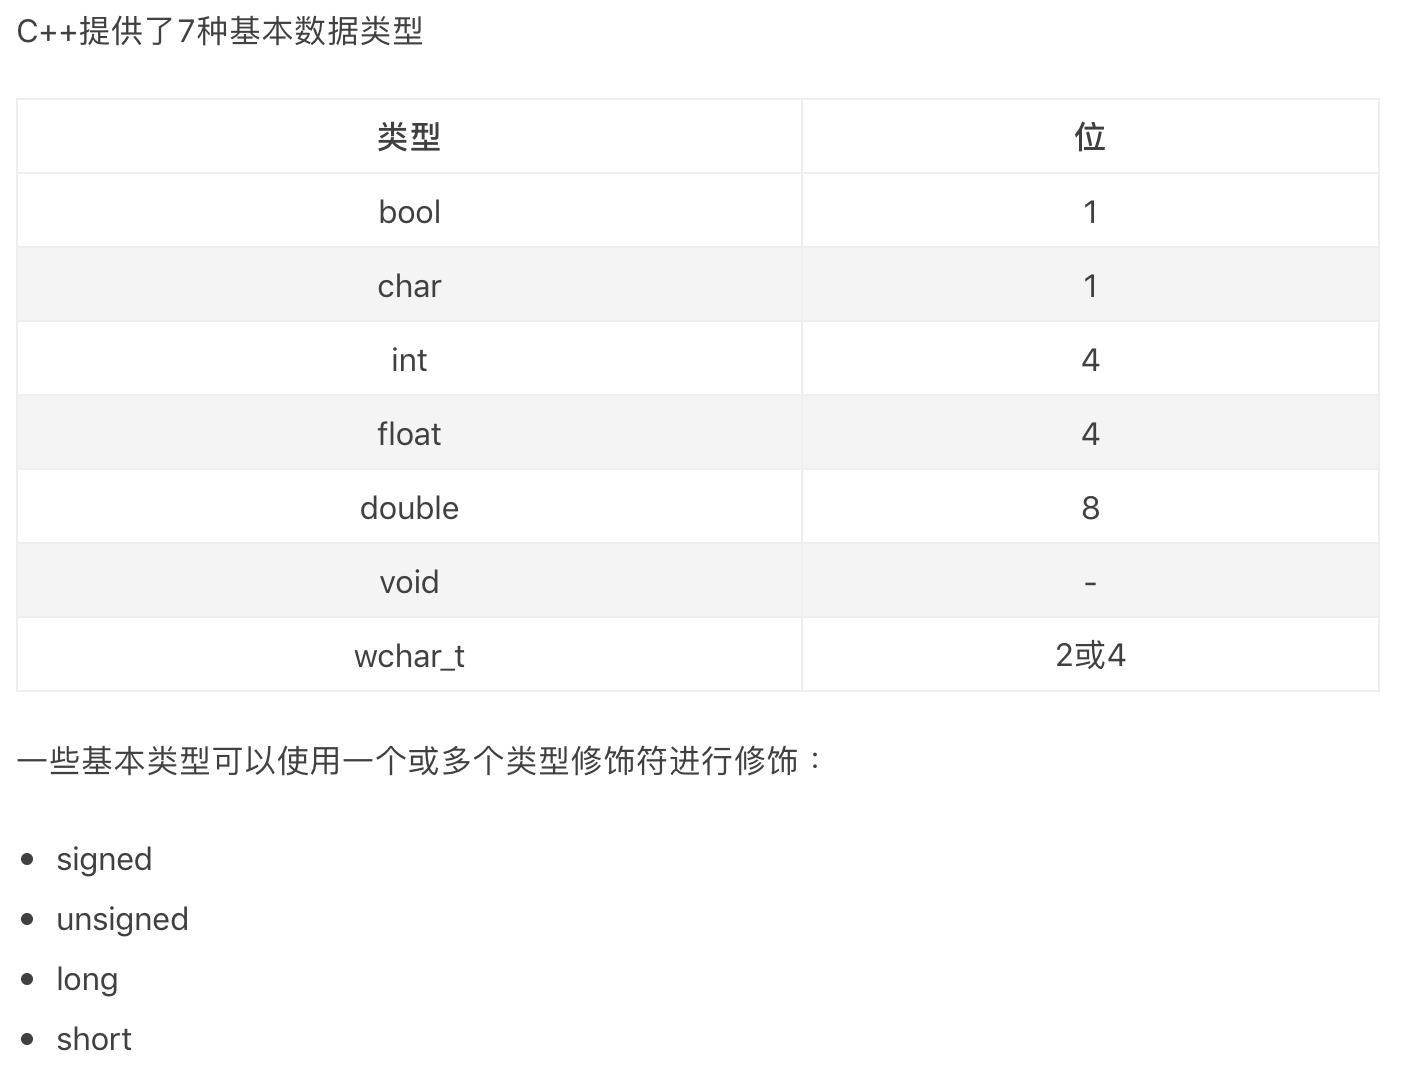 C++提供了7种基本数据类型
类型 位
bool 1
char 1
int 4
float 4
double 8
void -
wchar_t 2或4
一些基本类型可以使用一个或多个类型修饰符进行修饰：
• signed
• unsigned
• long
• short